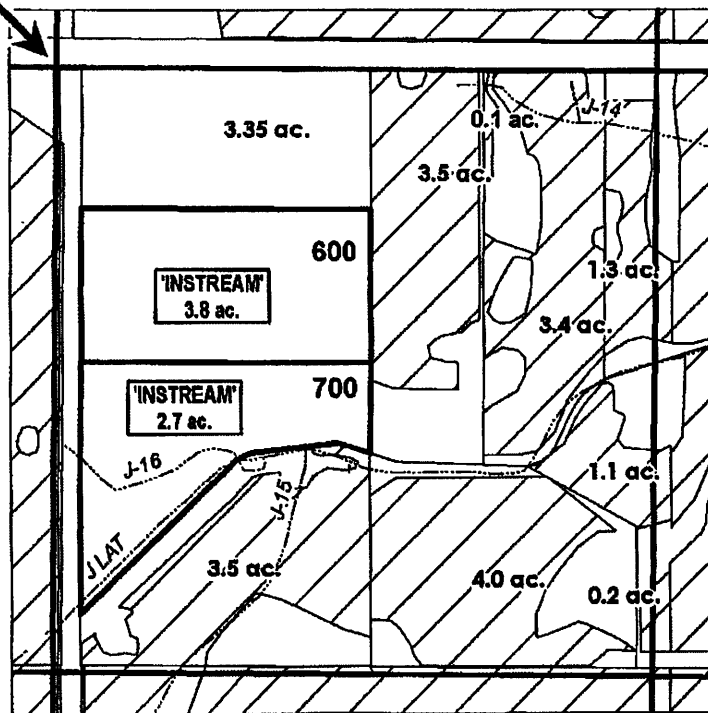 3.35 ac.
0.1 ac.
J-14
3.5 ac.
600
'INSTREAM'
3.8 ac.
1.3 ac.
3.4 ac.
700
'INSTREAM'
2.7 ac.
J-16
J-15
1.1 ac.
J LAT
3.5 ac.
4.0 ac.
0.2 ac.